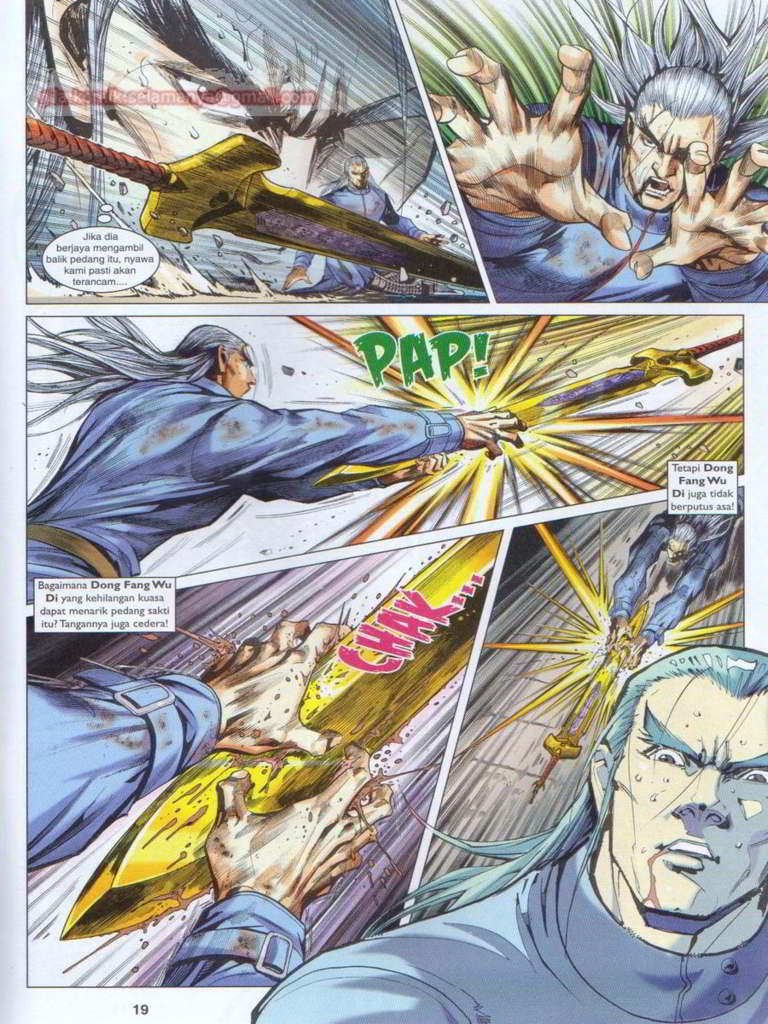 Jika dia
berjaya mengambil
balik pedang itu, nyawa
kami pasti akan
terancam....
PAP!
Tetapi Dong
Fang Wu
Di juga tidak
berputus asa!
Bagaimana Dong Fang Wu
Di yang kehilangan kuasa
dapat menarik pedang sakti
itu? Tangannya juga cedera!
CHAK...
19